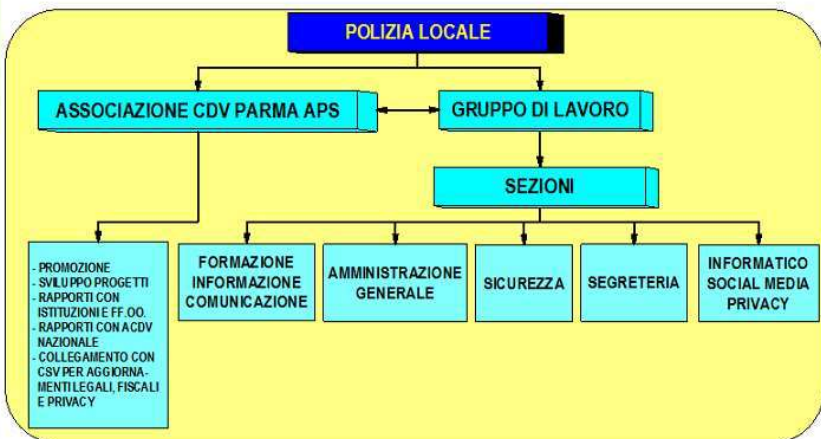 POLIZIA LOCALE
ASSOCIAZIONE CDV PARMA APS
GRUPPO DI LAVORO
SEZIONI
- PROMOZIONE
- SVILUPPO PROGETTI
- RAPPORTI CON
ISTITUZIONI E FF.OO.
- RAPPORTI CON ACDV
NAZIONALE
- COLLEGAMENTO CON
CSV PER AGGIORNA-
MENTI LEGALI, FISCALI
E PRIVACY
FORMAZIONE
INFORMAZIONE
COMUNICAZIONE
AMMINISTRAZIONE
GENERALE
SICUREZZA
SEGRETERIA
INFORMATICO
SOCIAL MEDIA
PRIVACY